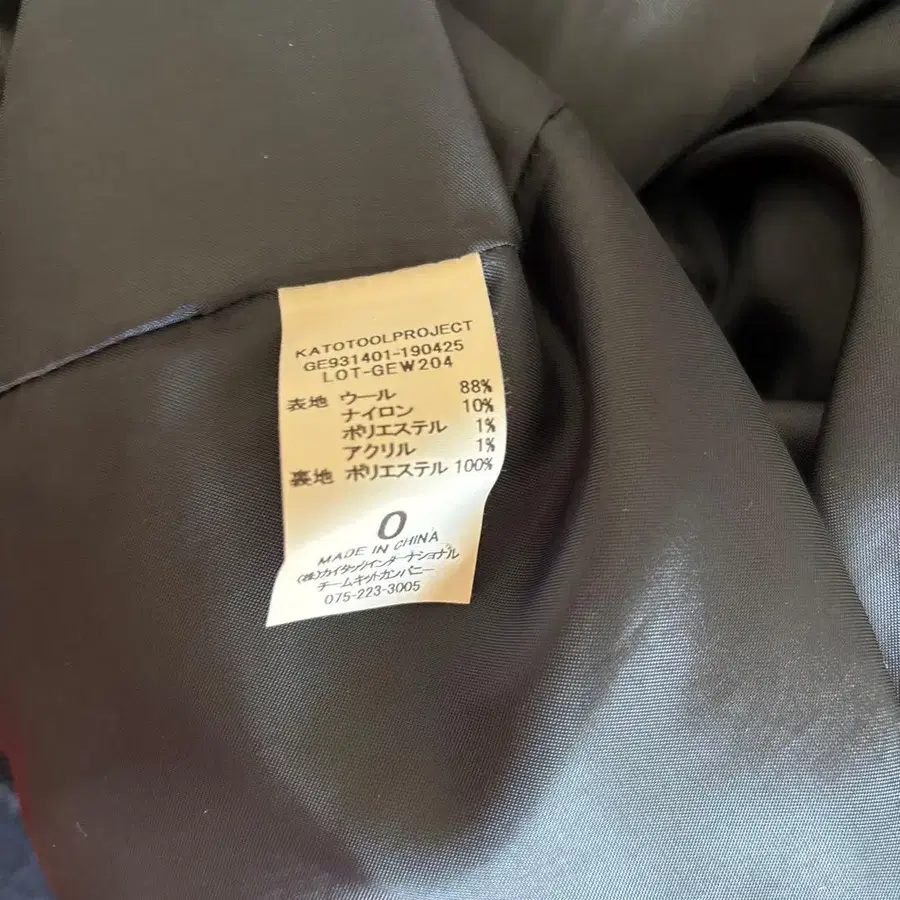 KATOTOOLPROJECT
GE931401-190425
LOT-GEW204
表地 ウール 88%
ナイロン 10%
ポリエステル 1%
アクリル 1%
裏地 ポリエステル 100%
0
MADE IN CHINA
(株)カイタックインターナショナル
チームキットカンパニー
075-223-3005